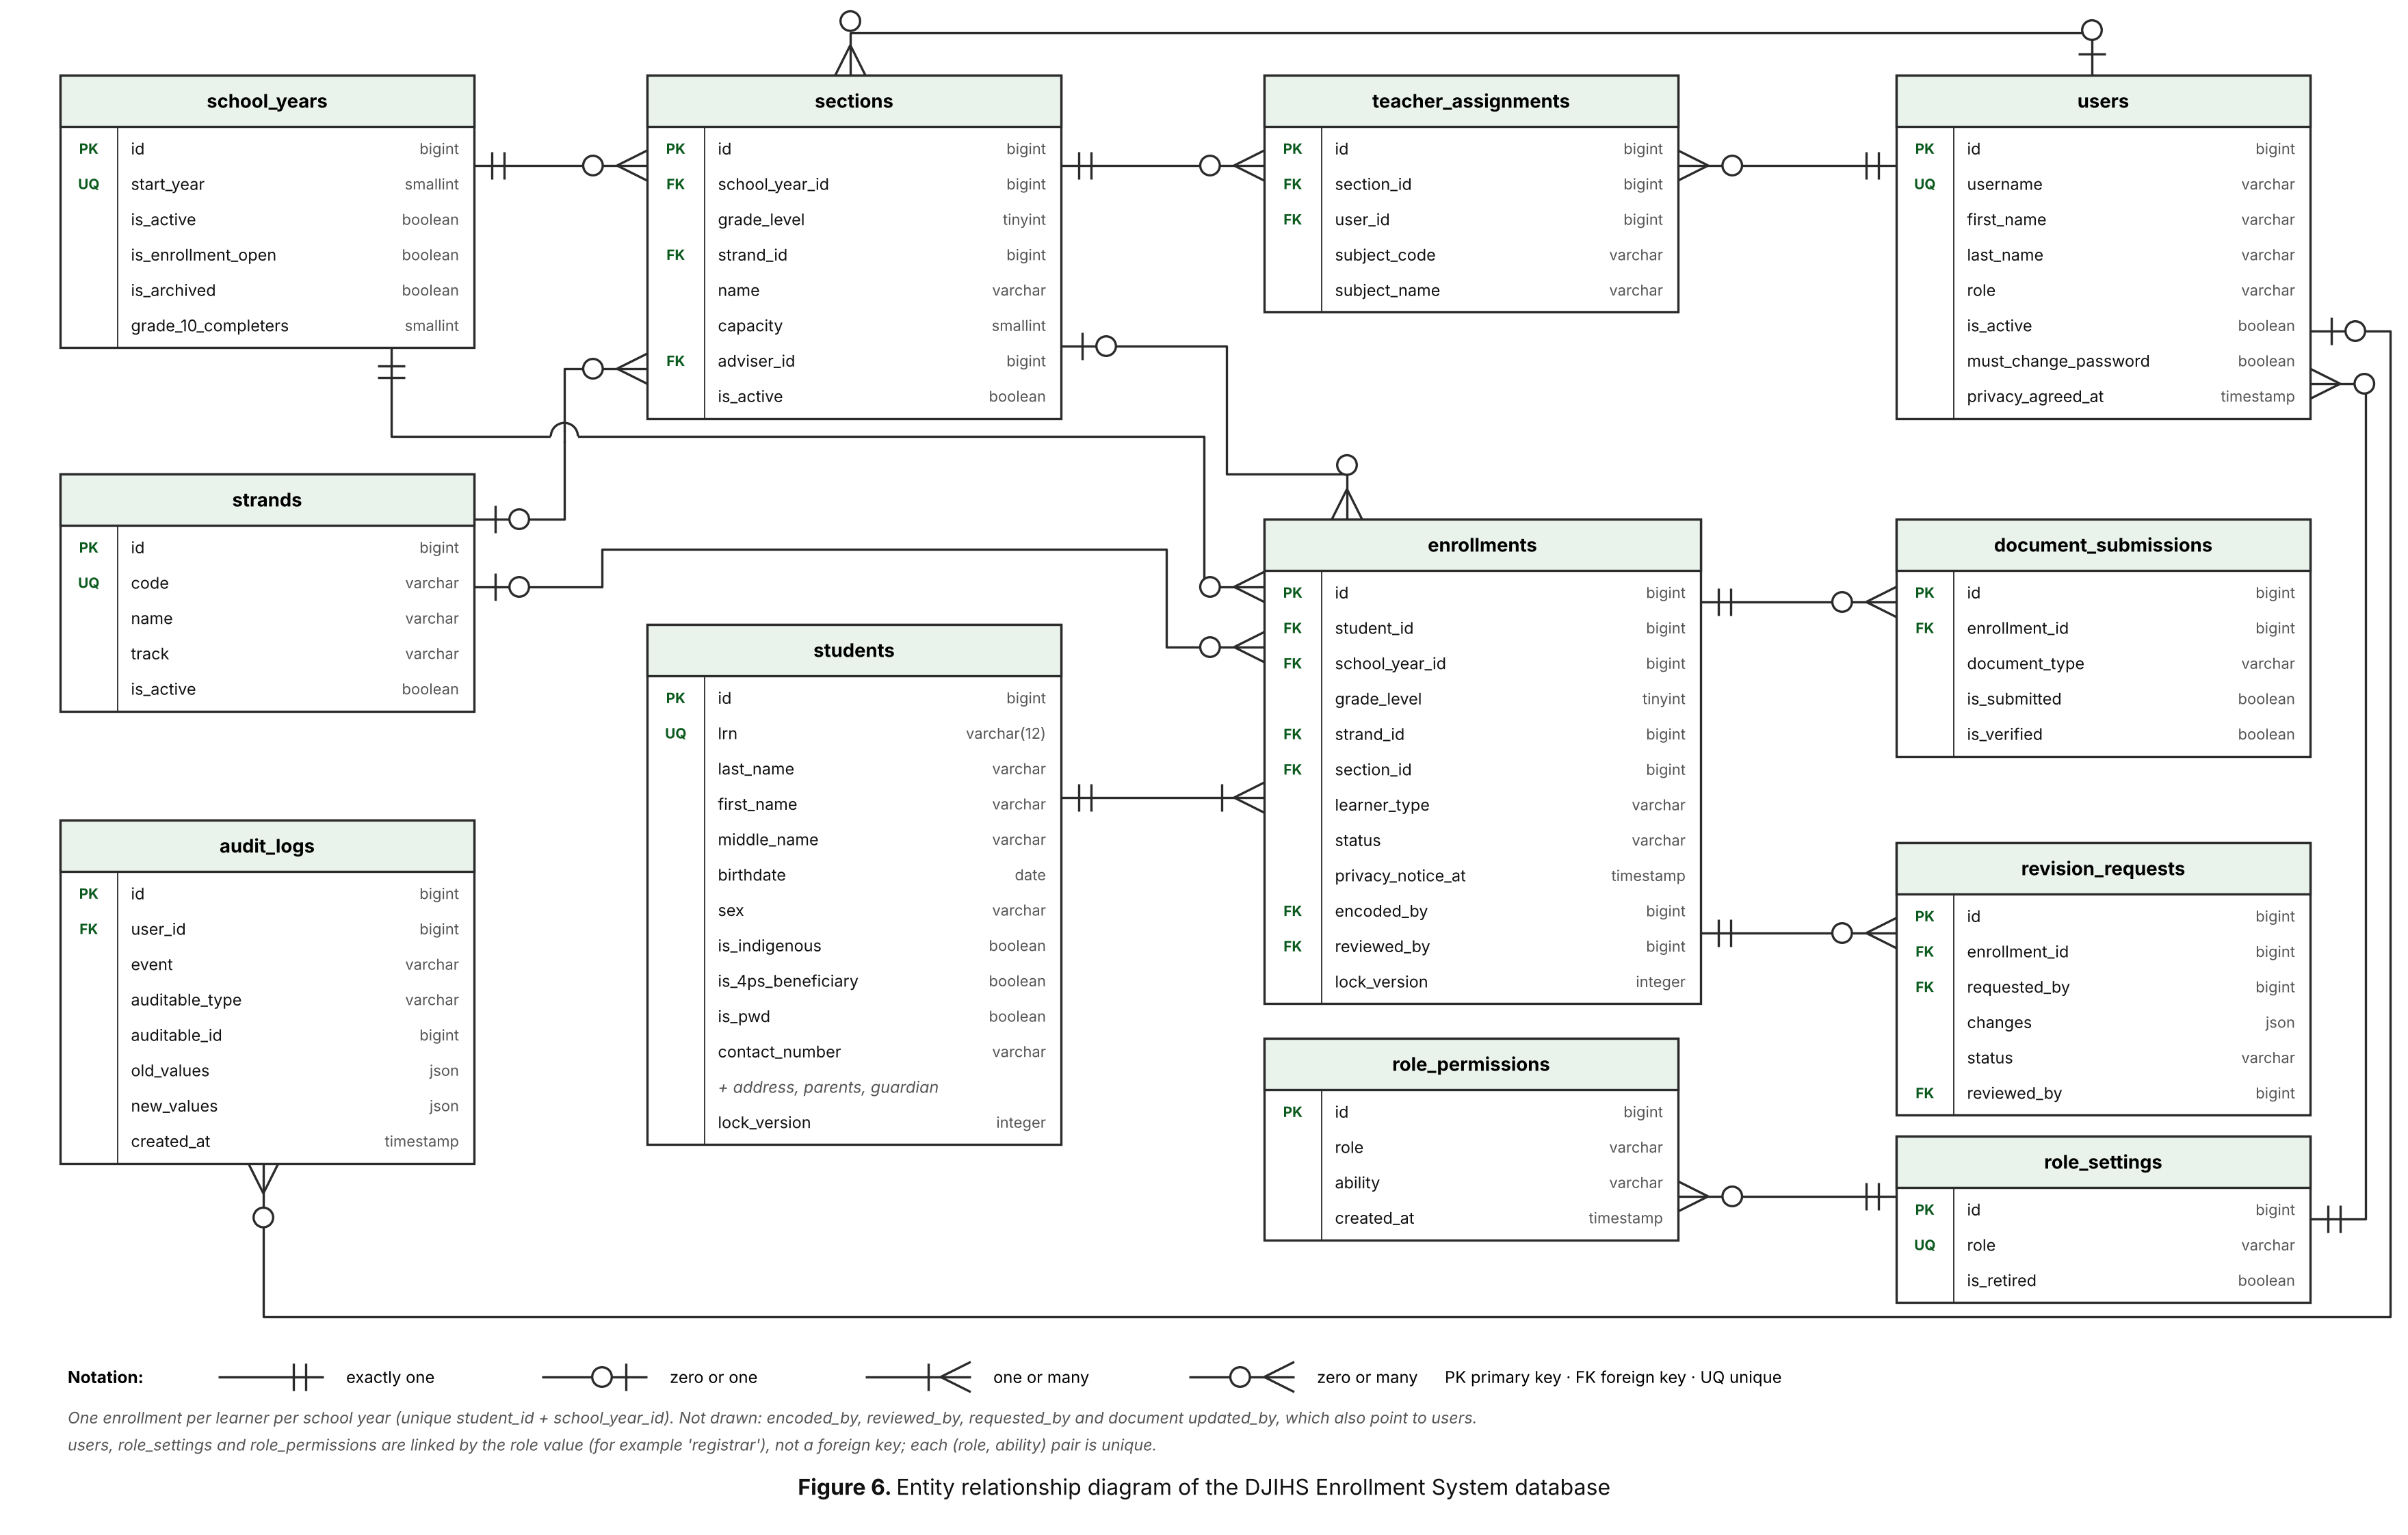 school_years
PK id bigint
UQ start_year smallint
is_active boolean
is_enrollment_open boolean
is_archived boolean
grade_10_completers smallint
sections
PK id bigint
FK school_year_id bigint
grade_level tinyint
FK strand_id bigint
name varchar
capacity smallint
FK adviser_id bigint
is_active boolean
teacher_assignments
PK id bigint
FK section_id bigint
FK user_id bigint
subject_code varchar
subject_name varchar
users
PK id bigint
UQ username varchar
first_name varchar
last_name varchar
role varchar
is_active boolean
must_change_password boolean
privacy_agreed_at timestamp
strands
PK id bigint
UQ code varchar
name varchar
track varchar
is_active boolean
students
PK id bigint
UQ lrn varchar(12)
last_name varchar
first_name varchar
middle_name varchar
birthdate date
sex varchar
is_indigenous boolean
is_4ps_beneficiary boolean
is_pwd boolean
contact_number varchar
+ address, parents, guardian
lock_version integer
enrollments
PK id bigint
FK student_id bigint
FK school_year_id bigint
grade_level tinyint
FK strand_id bigint
FK section_id bigint
learner_type varchar
status varchar
privacy_notice_at timestamp
FK encoded_by bigint
FK reviewed_by bigint
lock_version integer
document_submissions
PK id bigint
FK enrollment_id bigint
document_type varchar
is_submitted boolean
is_verified boolean
audit_logs
PK id bigint
FK user_id bigint
event varchar
auditable_type varchar
auditable_id bigint
old_values json
new_values json
created_at timestamp
revision_requests
PK id bigint
FK enrollment_id bigint
FK requested_by bigint
changes json
status varchar
FK reviewed_by bigint
role_permissions
PK id bigint
role varchar
ability varchar
created_at timestamp
role_settings
PK id bigint
UQ role varchar
is_retired boolean
Notation: exactly one zero or one one or many zero or many PK primary key · FK foreign key · UQ unique
One enrollment per learner per school year (unique student_id + school_year_id). Not drawn: encoded_by, reviewed_by, requested_by and document updated_by, which also point to users.
users, role_settings and role_permissions are linked by the role value (for example 'registrar'), not a foreign key; each (role, ability) pair is unique.
Figure 6. Entity relationship diagram of the DJIHS Enrollment System database